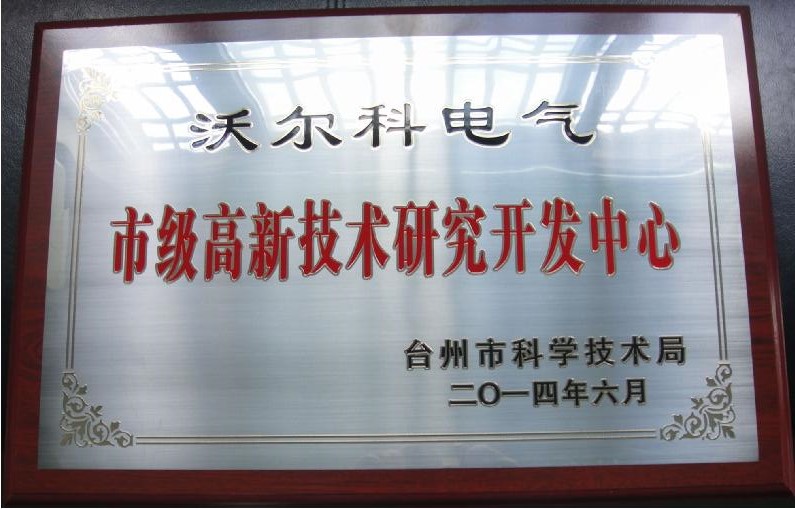 沃尔科电气
市级高新技术研究开发中心
台州市科学技术局
二〇一四年六月